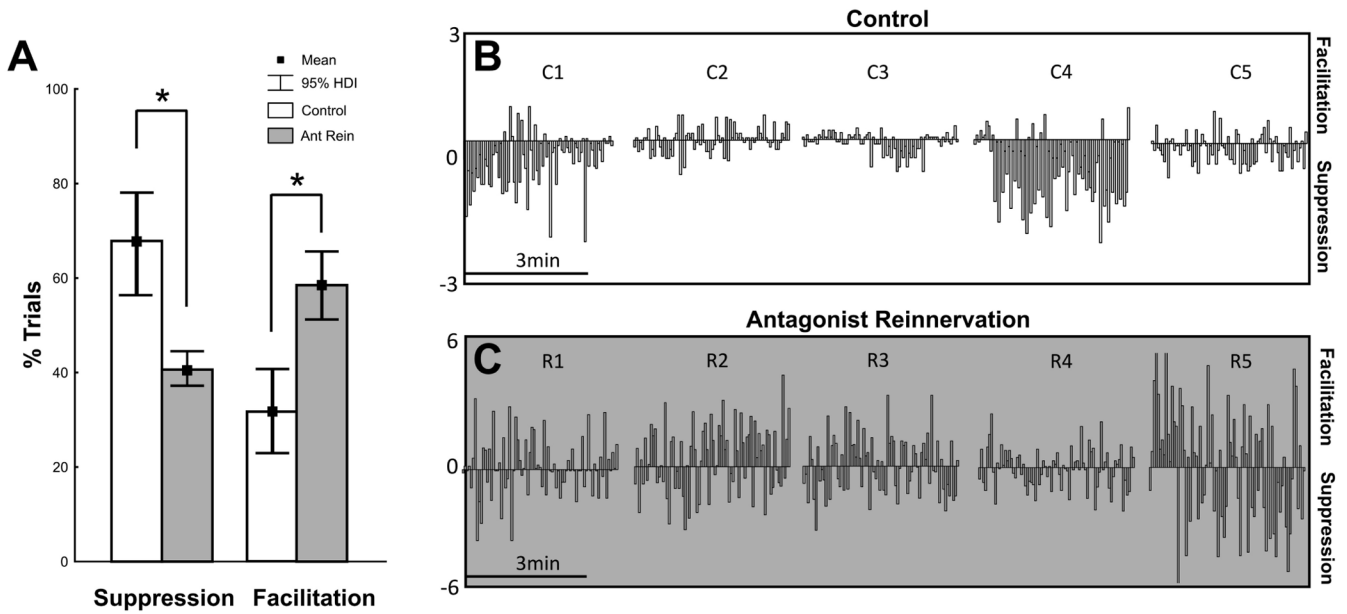 A
Mean
95% HDI
Control
Ant Rein
% Trials
100
80
60
40
20
0
*
*
Suppression Facilitation
Control
B
3
0
-3
C1 C2 C3 C4 C5
3min
Facilitation
Suppression
Antagonist Reinnervation
C
6
0
-6
R1 R2 R3 R4 R5
3min
Facilitation
Suppression